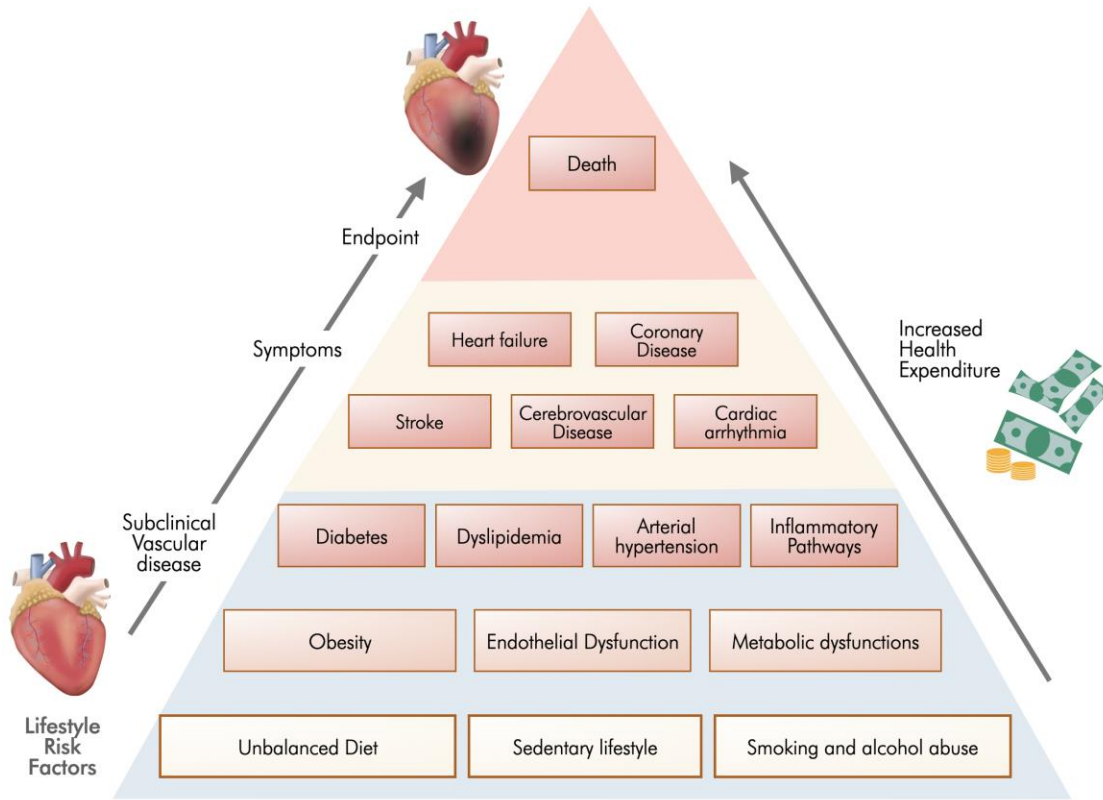 Death
Endpoint
Symptoms
Subclinical
Vascular
disease
Lifestyle
Risk
Factors
Increased
Health
Expenditure
Heart failure
Coronary
Disease
Stroke
Cerebrovascular
Disease
Cardiac
arrhythmia
Diabetes
Dyslipidemia
Arterial
hypertension
Inflammatory
Pathways
Obesity
Endothelial Dysfunction
Metabolic dysfunctions
Unbalanced Diet
Sedentary lifestyle
Smoking and alcohol abuse